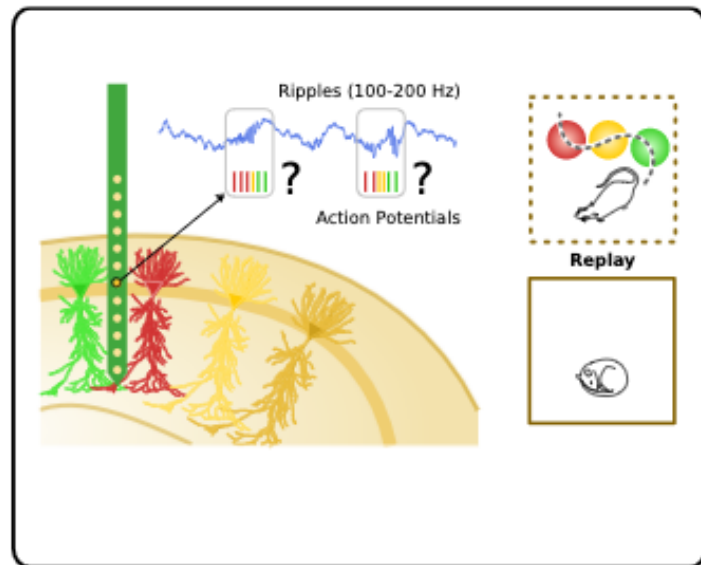 Ripples (100-200 Hz)
? ?
Action Potentials
Replay